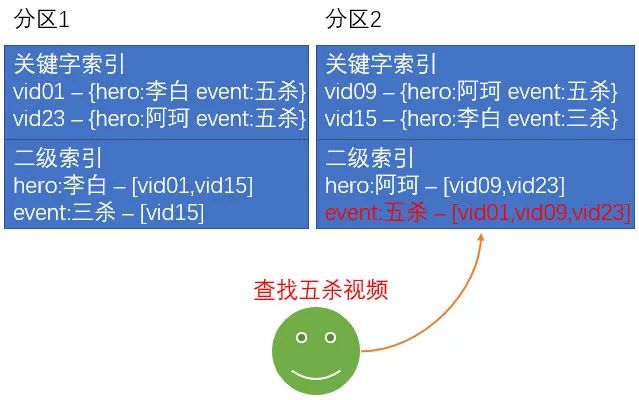 分区1
关键字索引
vid01 – {hero:李白 event:五杀}
vid23 – {hero:阿珂 event:五杀}
二级索引
hero:李白 – [vid01,vid15]
event:三杀 – [vid15]
分区2
关键字索引
vid09 – {hero:阿珂 event:五杀}
vid15 – {hero:李白 event:三杀}
二级索引
hero:阿珂 – [vid09,vid23]
event:五杀 – [vid01,vid09,vid23]
查找五杀视频